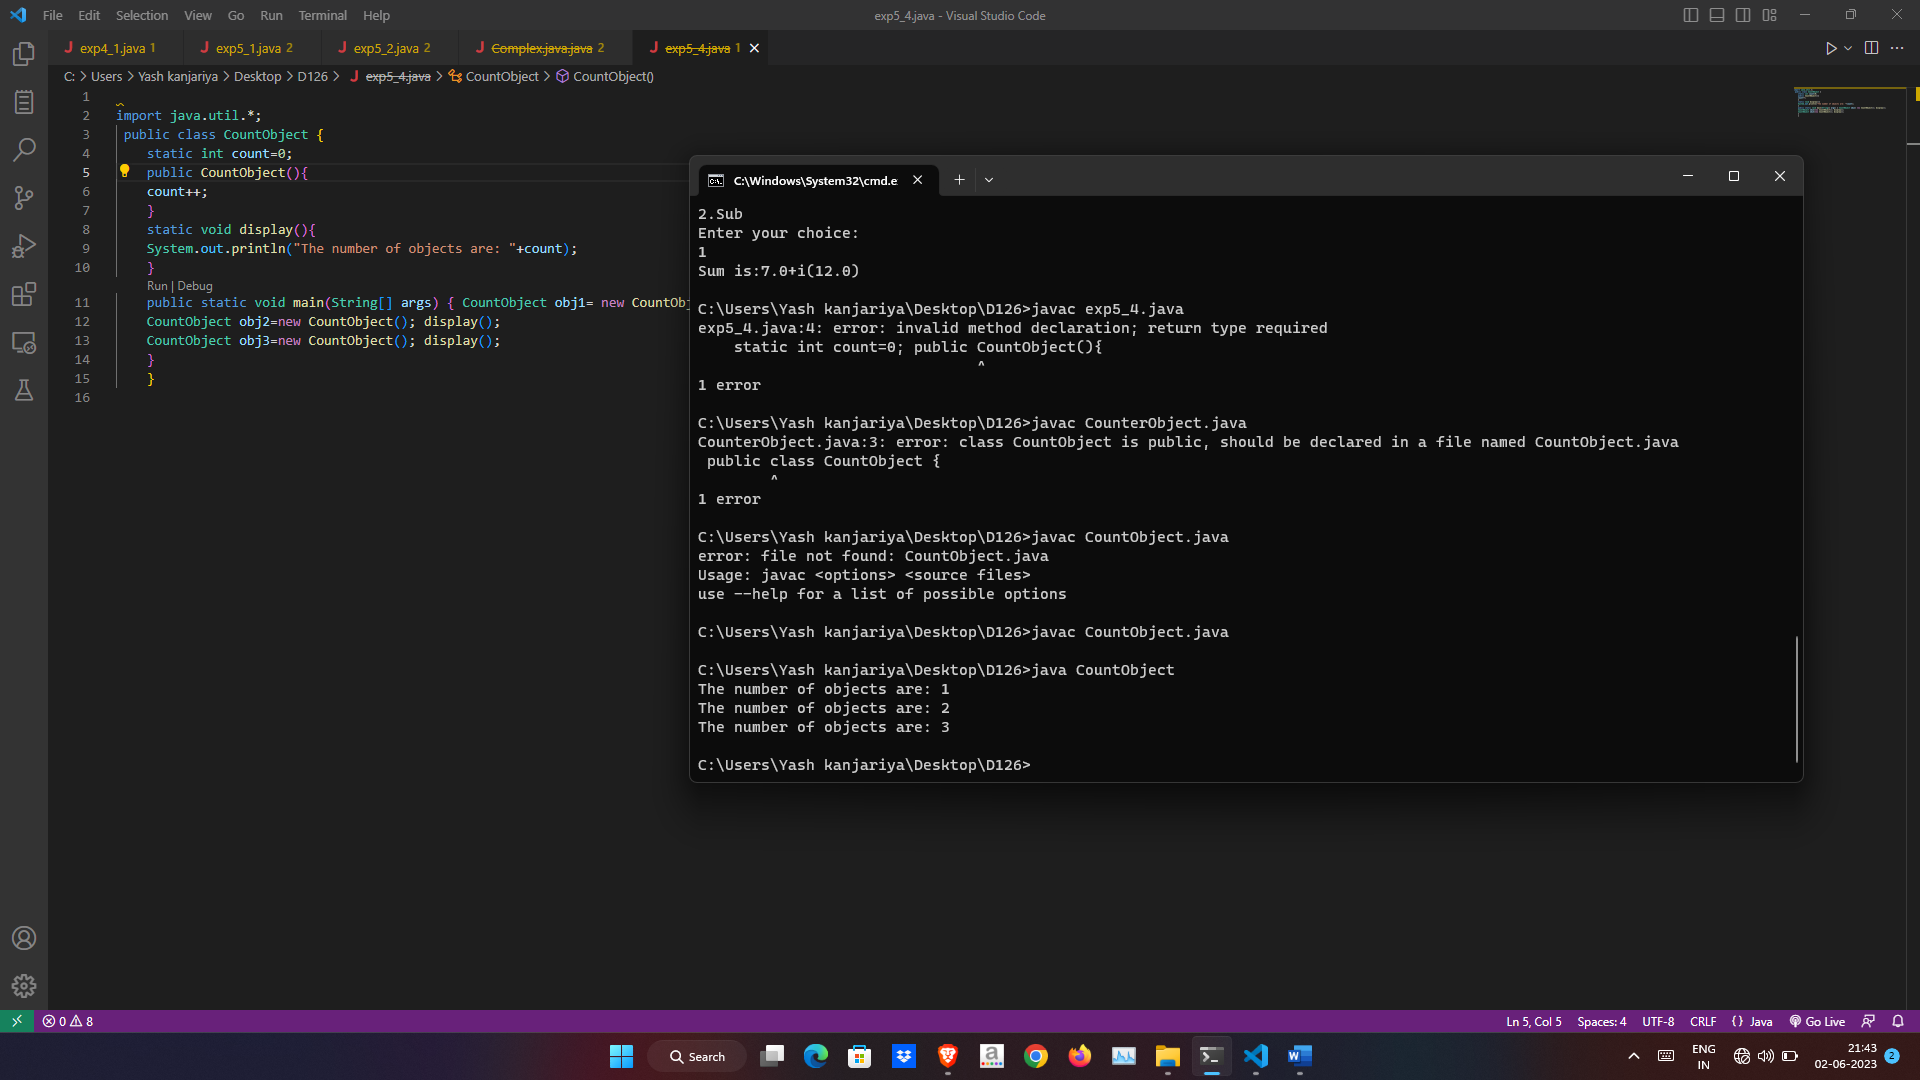 File Edit Selection View Go Run Terminal Help
exp5_4.java - Visual Studio Code
exp4_1.java 1
exp5_1.java 2
exp5_2.java 2
Complex.java.java 2
exp5_4.java 1
C: > Users > Yash kanjariya > Desktop > D126 > exp5_4.java > CountObject > CountObject()
1
2 import java.util.*;
3 public class CountObject {
4 static int count=0;
5 public CountObject(){
6 count++;
7 }
8 static void display(){
9 System.out.println("The number of objects are: "+count);
10 }
Run | Debug
11 public static void main(String[] args) { CountObject obj1= new CountOb
12 CountObject obj2=new CountObject(); display();
13 CountObject obj3=new CountObject(); display();
14 }
15 }
16
C:\Windows\System32\cmd.e
2.Sub
Enter your choice:
1
Sum is:7.0+i(12.0)
C:\Users\Yash kanjariya\Desktop\D126>javac exp5_4.java
exp5_4.java:4: error: invalid method declaration; return type required
static int count=0; public CountObject(){
^
1 error
C:\Users\Yash kanjariya\Desktop\D126>javac CounterObject.java
CounterObject.java:3: error: class CountObject is public, should be declared in a file named CountObject.java
public class CountObject {
^
1 error
C:\Users\Yash kanjariya\Desktop\D126>javac CountObject.java
error: file not found: CountObject.java
Usage: javac <options> <source files>
use --help for a list of possible options
C:\Users\Yash kanjariya\Desktop\D126>javac CountObject.java
C:\Users\Yash kanjariya\Desktop\D126>java CountObject
The number of objects are: 1
The number of objects are: 2
The number of objects are: 3
C:\Users\Yash kanjariya\Desktop\D126>
0 8
Ln 5, Col 5 Spaces: 4 UTF-8 CRLF {} Java Go Live
Search
ENG
IN
21:43
02-06-2023
2